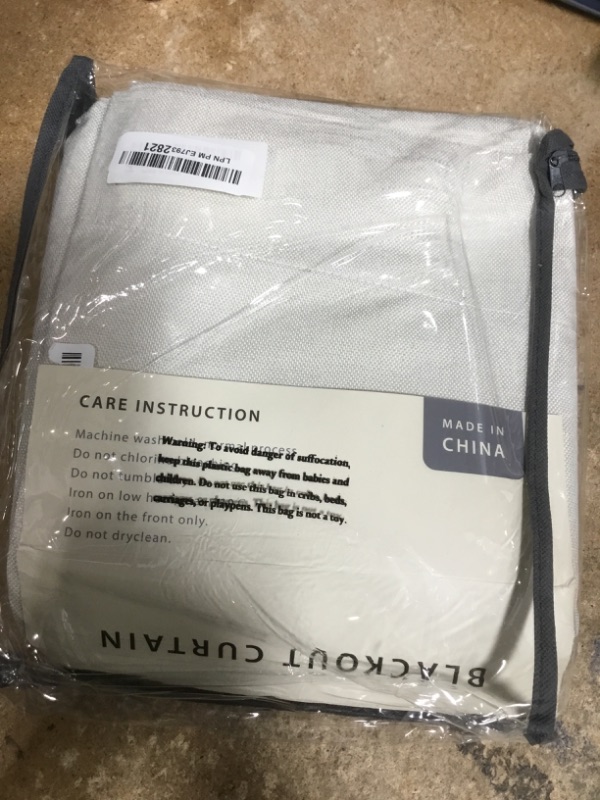 LPN PM EJ7932821
CARE INSTRUCTION
MADE IN
CHINA
Machine wash
Do not chlori
Do not tumbl
Iron on low h
Iron on the front only.
Do not dryclean.
Warning: To avoid danger of suffocation,
keep this plastic bag away from babies and
children. Do not use this bag in cribs, beds,
carriages, or playpens. This bag is not a toy.
BLACKOUT CURTAIN